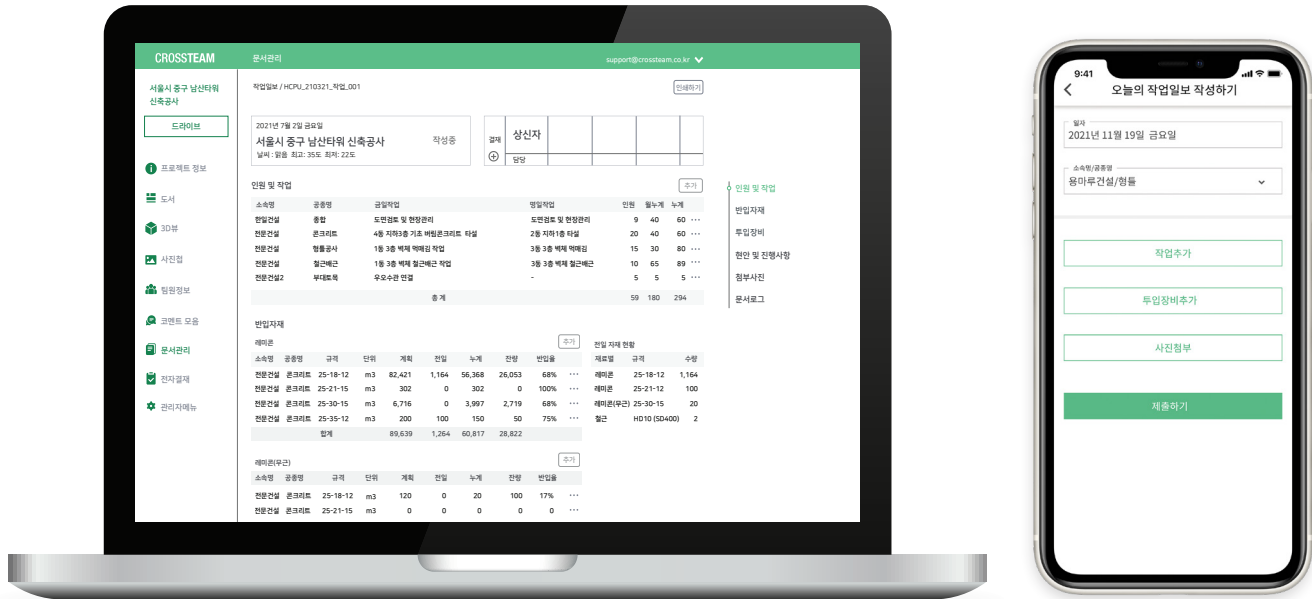 CROSSTEAM
문서관리
support@crossteam.co.kr
서울시 중구 남산타워
신축공사
드라이브
프로젝트 정보
도서
3D뷰
사진첩
팀원정보
코멘트 모음
문서관리
전자결재
관리자메뉴
작업일보 / HCPU_210321_작업_001
인쇄하기
2021년 7월 2일 금요일
서울시 중구 남산타워 신축공사
작성중
날씨 : 맑음 최고: 35도 최저: 22도
결재
상신자
담당
인원 및 작업
추가
소속명 공종명 금일작업 명일작업 인원 월누계 누계
한일건설 종합 도면검토 및 현장관리 도면검토 및 현장관리 9 40 60 ···
전문건설 콘크리트 4동 지하3층 기초 버림콘크리트 타설 2동 지하1층 타설 20 40 60 ···
전문건설 형틀공사 1동 3층 벽체 먹매김 작업 3동 3층 벽체 먹매김 15 30 80 ···
전문건설 철근배근 1동 3층 벽체 철근배근 작업 3동 3층 벽체 철근배근 10 65 89 ···
전문건설2 부대토목 우오수관 연결 - 5 5 5 ···
총 계 59 180 294
반입자재
레미콘
추가
소속명 공종명 규격 단위 계획 전일 누계 잔량 반입율
전문건설 콘크리트 25-18-12 m3 82,421 1,164 56,368 26,053 68% ···
전문건설 콘크리트 25-21-15 m3 302 0 302 0 100% ···
전문건설 콘크리트 25-30-15 m3 6,716 0 3,997 2,719 68% ···
전문건설 콘크리트 25-35-12 m3 200 100 150 50 75% ···
합계 89,639 1,264 60,817 28,822
전일 자재 현황
재료별 규격 수량
레미콘 25-18-12 1,164
레미콘 25-21-12 100
레미콘(무근) 25-30-15 20
철근 HD10 (SD400) 2
레미콘(무근)
추가
소속명 공종명 규격 단위 계획 전일 누계 잔량 반입율
전문건설 콘크리트 25-18-12 m3 120 0 20 100 17% ···
전문건설 콘크리트 25-21-15 m3 0 0 0 0 0 ···
인원 및 작업
반입자재
투입장비
현안 및 진행사항
첨부사진
문서로그
9:41
오늘의 작업일보 작성하기
일자
2021년 11월 19일 금요일
소속명/공종명
용마루건설/형틀
작업추가
투입장비추가
사진첨부
제출하기